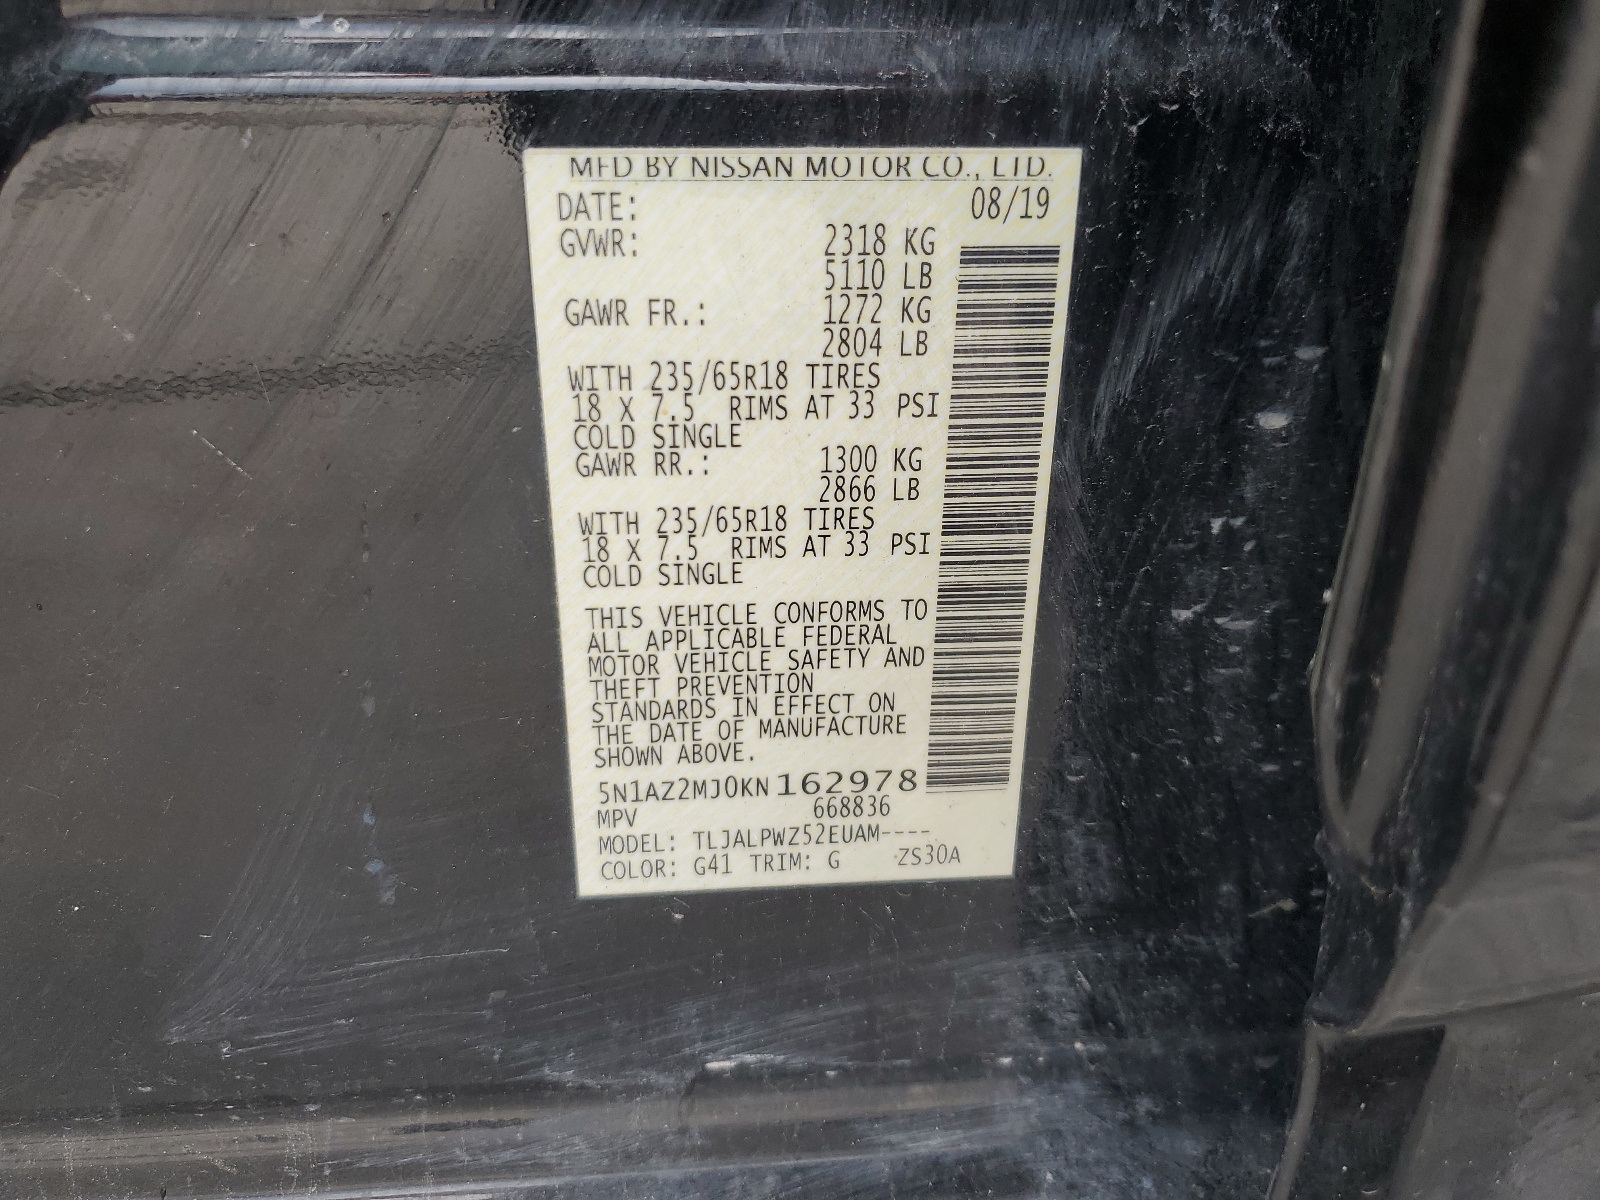 MFD BY NISSAN MOTOR CO., LTD.
DATE: 08/19
GVWR: 2318 KG
5110 LB
GAWR FR.: 1272 KG
2804 LB
WITH 235/65R18 TIRES
18 X 7.5 RIMS AT 33 PSI
COLD SINGLE
GAWR RR.: 1300 KG
2866 LB
WITH 235/65R18 TIRES
18 X 7.5 RIMS AT 33 PSI
COLD SINGLE
THIS VEHICLE CONFORMS TO
ALL APPLICABLE FEDERAL
MOTOR VEHICLE SAFETY AND
THEFT PREVENTION
STANDARDS IN EFFECT ON
THE DATE OF MANUFACTURE
SHOWN ABOVE.
5N1AZ2MJ0KN162978
MPV 668836
MODEL: TLJALPWZ52EUAM----
COLOR: G41 TRIM: G ZS30A